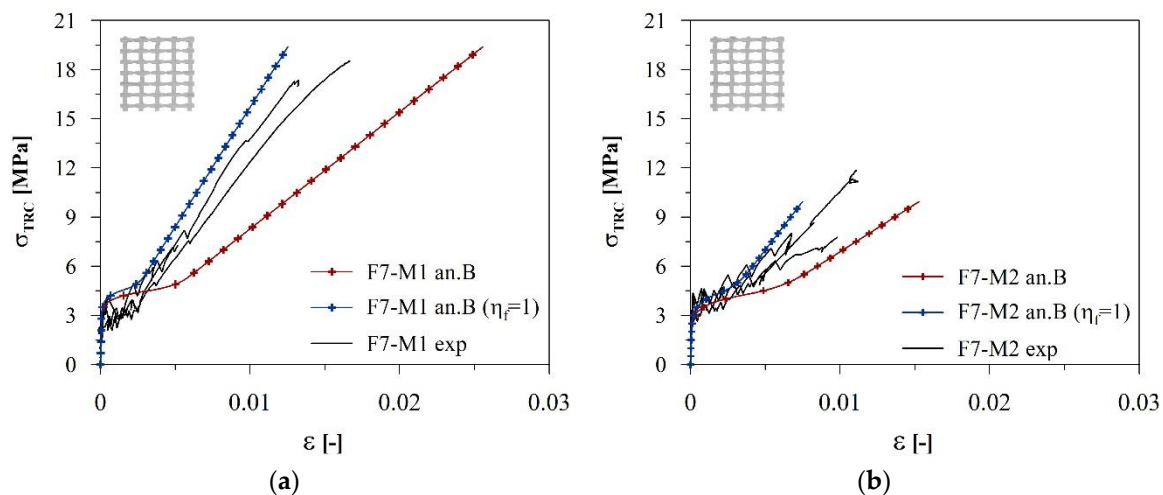 21
18
15
12
9
6
3
0
σTRC [MPa]
F7-M1 an.B
F7-M1 an.B (ηf=1)
F7-M1 exp
0 0.01 0.02 0.03
ε [-]
(a)
21
18
15
12
9
6
3
0
σTRC [MPa]
F7-M2 an.B
F7-M2 an.B (ηf=1)
F7-M2 exp
0 0.01 0.02 0.03
ε [-]
(b)